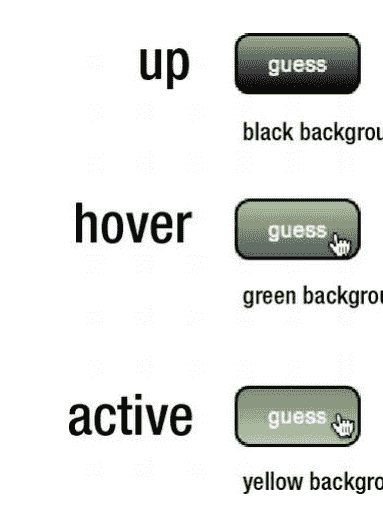 up
guess
black backgrou
hover
guess
green backgrou
active
guess
yellow backgro